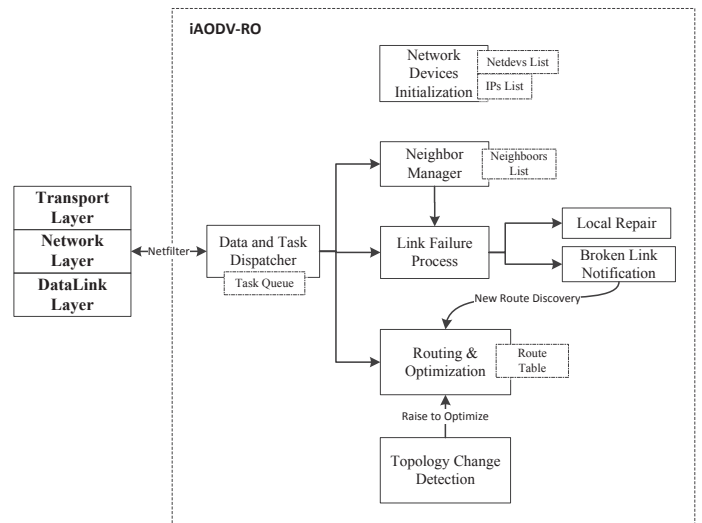 iAODV-RO
Network
Devices
Initialization
Netdevs List
IPs List
Neighbor
Manager
Neighboors
List
Transport
Layer
Network
Layer
DataLink
Layer
Netfilter
Data and Task
Dispatcher
Task Queue
Link Failure
Process
Local Repair
Broken Link
Notification
New Route Discovery
Routing &
Optimization
Route
Table
Raise to Optimize
Topology Change
Detection